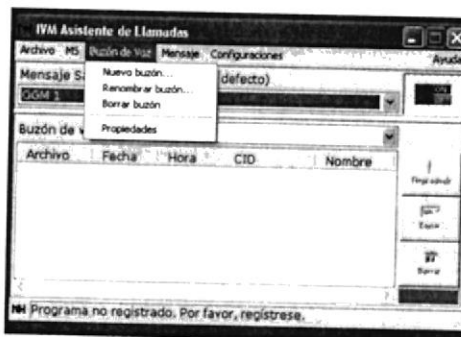 IVM Asistente de Llamadas
Archivo MS Buzón de Voz Mensaje Configuraciones Ayuda
Mensaje S defecto)
OGM 1
Nuevo buzón...
Renombrar buzón...
Borrar buzón
Propiedades
Buzón de v
Archivo Fecha Hora CID Nombre
Borrar
Programa no registrado. Por favor, regístrese.